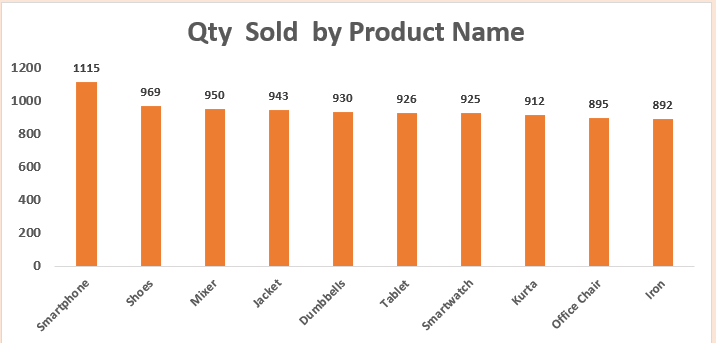 Qty  Sold  by Product Name
1200
1000
800
600
400
200
0
1115
969
950
943
930
926
925
912
895
892
Smartphone
Shoes
Mixer
Jacket
Dumbbells
Tablet
Smartwatch
Kurta
Office Chair
Iron